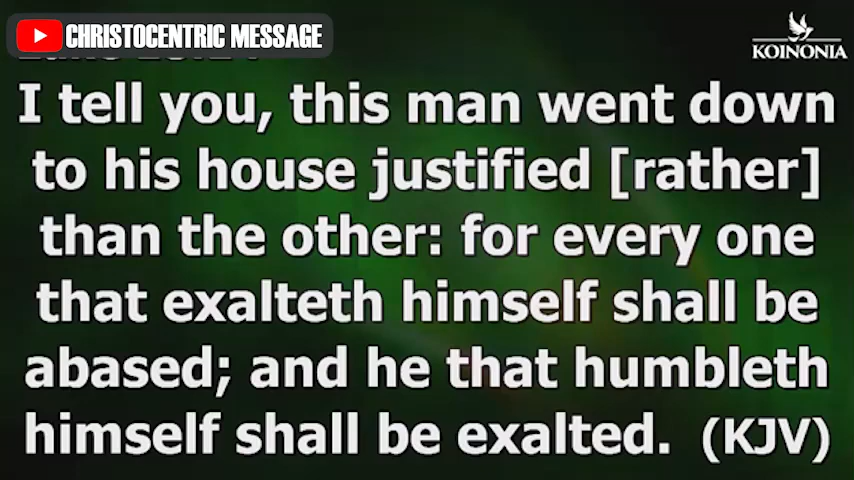 CHRISTOCENTRIC MESSAGE
KOINONIA
I tell you, this man went down
to his house justified [rather]
than the other: for every one
that exalteth himself shall be
abased; and he that humbleth
himself shall be exalted. (KJV)